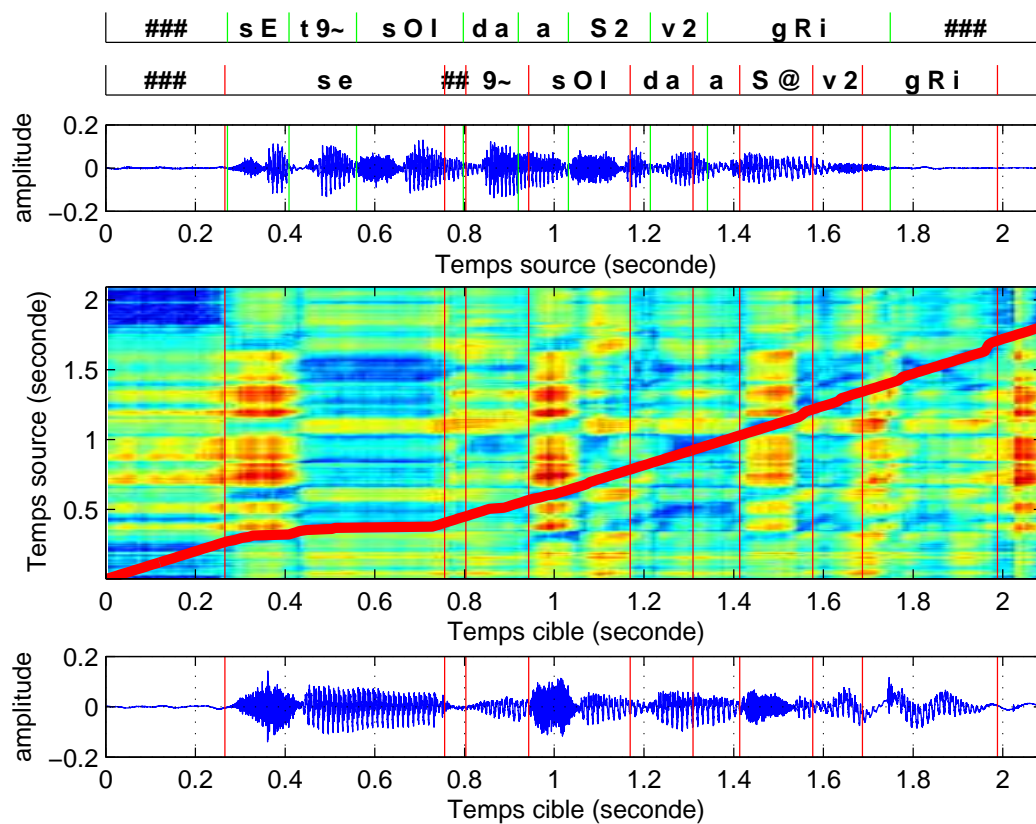 ### s E t 9~ s O l d a a S 2 v 2 g R i ###
### s e ## 9~ s O l d a a S @ v 2 g R i
0.2
0
−0.2
amplitude
0 0.2 0.4 0.6 0.8 1 1.2 1.4 1.6 1.8 2
Temps source (seconde)
2
1.5
1
0.5
Temps source (seconde)
0 0.2 0.4 0.6 0.8 1 1.2 1.4 1.6 1.8 2
Temps cible (seconde)
0.2
0
−0.2
amplitude
0 0.2 0.4 0.6 0.8 1 1.2 1.4 1.6 1.8 2
Temps cible (seconde)